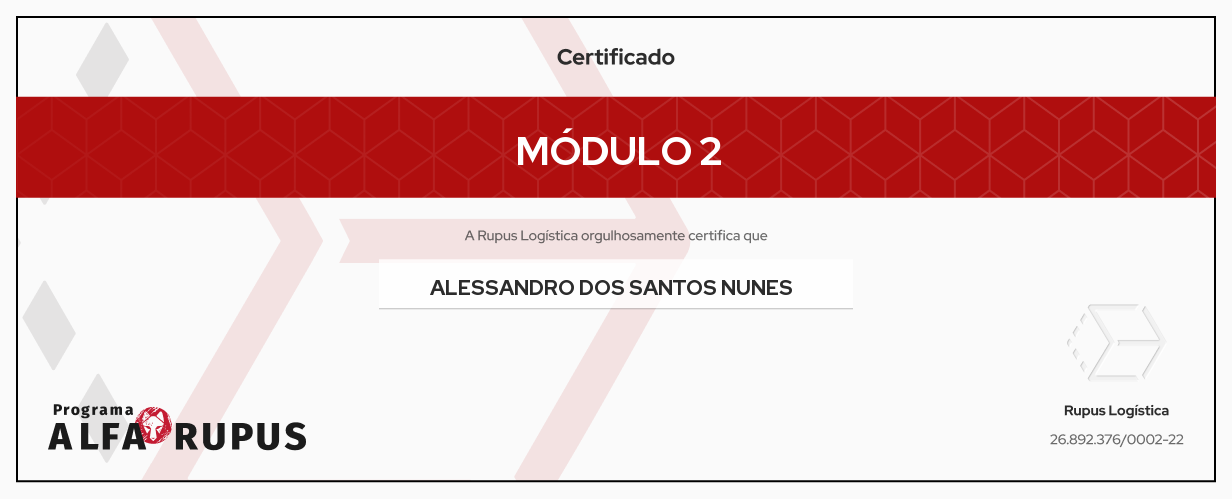 Certificado
MÓDULO 2
A Rupus Logística orgulhosamente certifica que
ALESSANDRO DOS SANTOS NUNES
Programa
ALFA RUPUS
Rupus Logística
26.892.376/0002-22